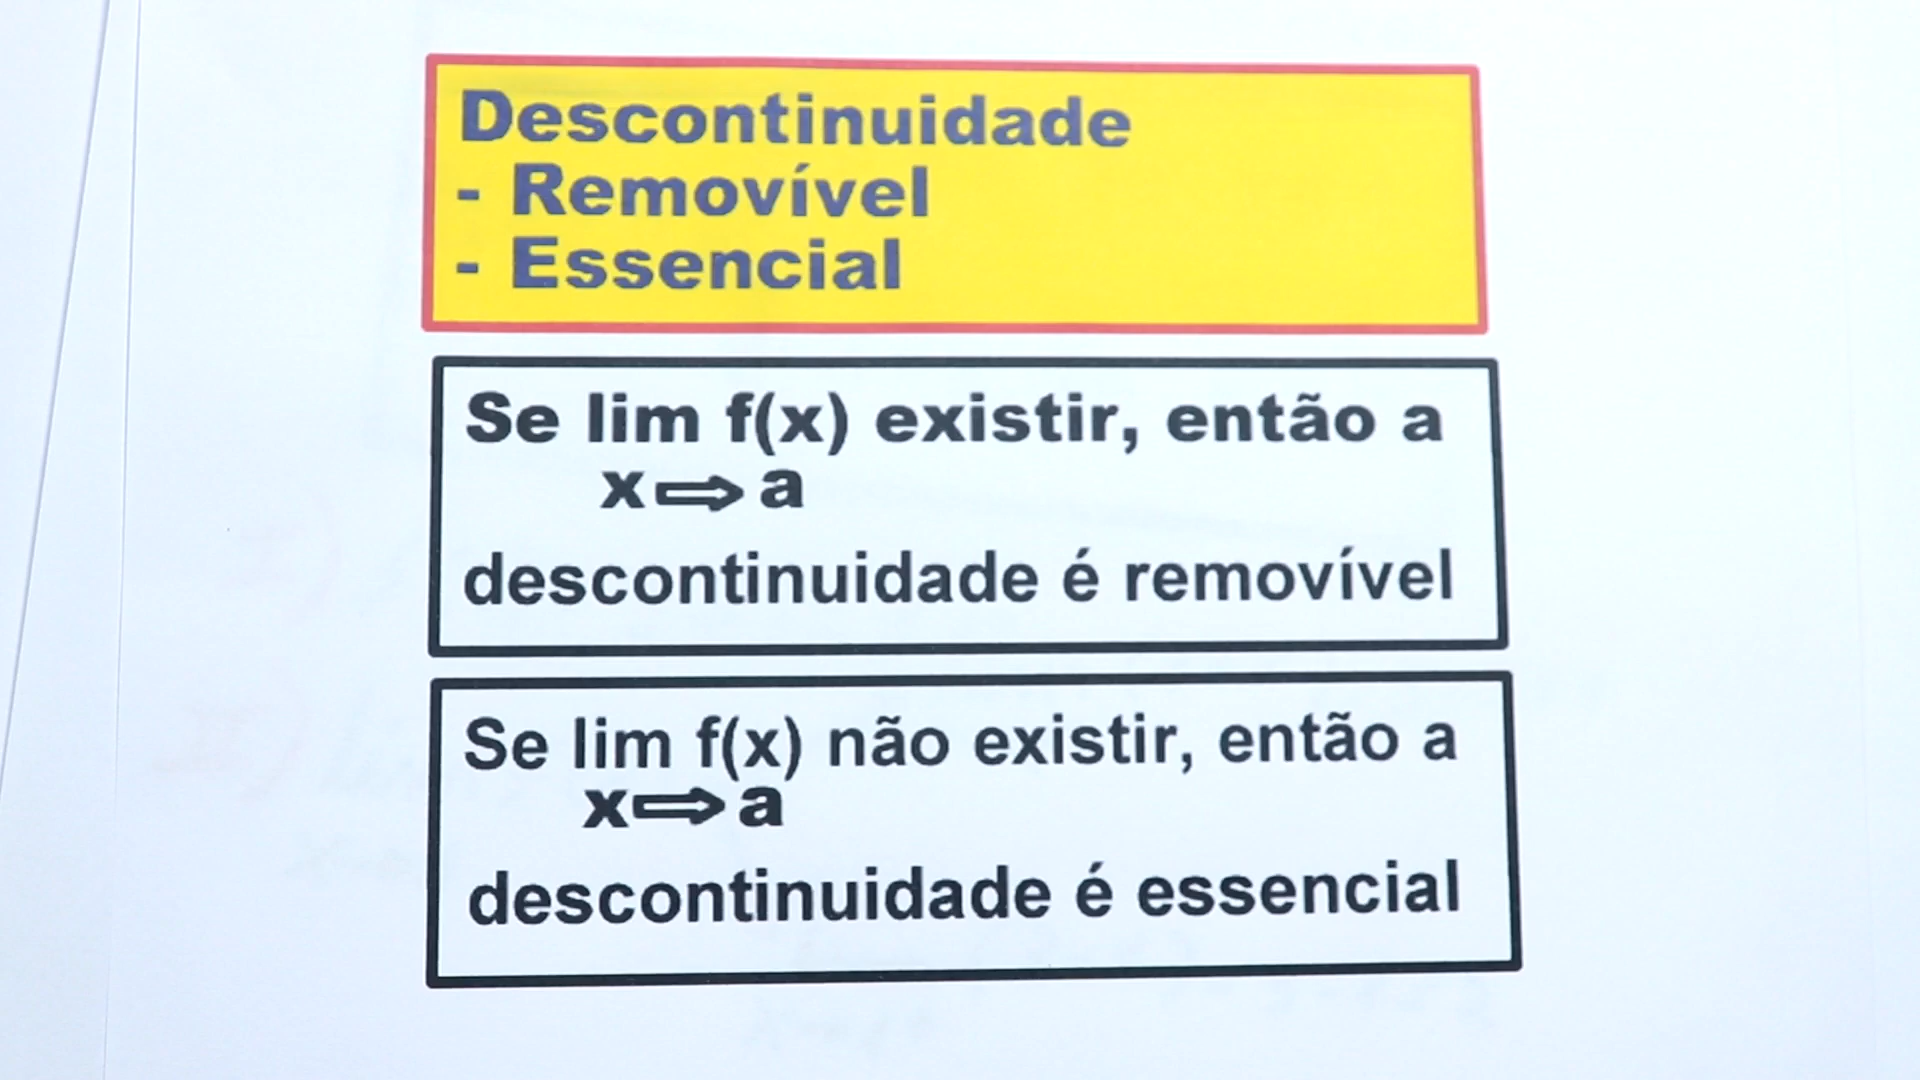 Descontinuidade
- Removível
- Essencial
Se lim f(x) existir, então a
x⇒a
descontinuidade é removível
Se lim f(x) não existir, então a
x⇒a
descontinuidade é essencial